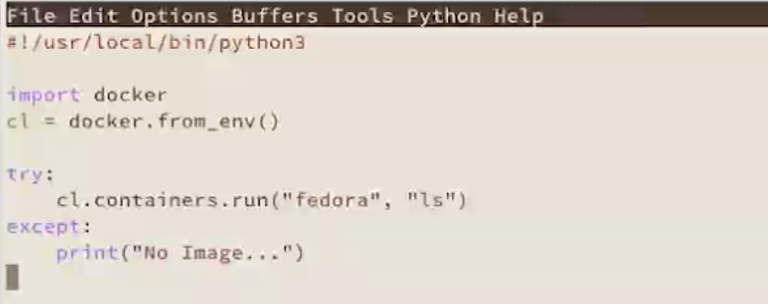 File Edit Options Buffers Tools Python Help
#!/usr/local/bin/python3
import docker
cl = docker.from_env()
try:
cl.containers.run("fedora", "ls")
except:
print("No Image...")